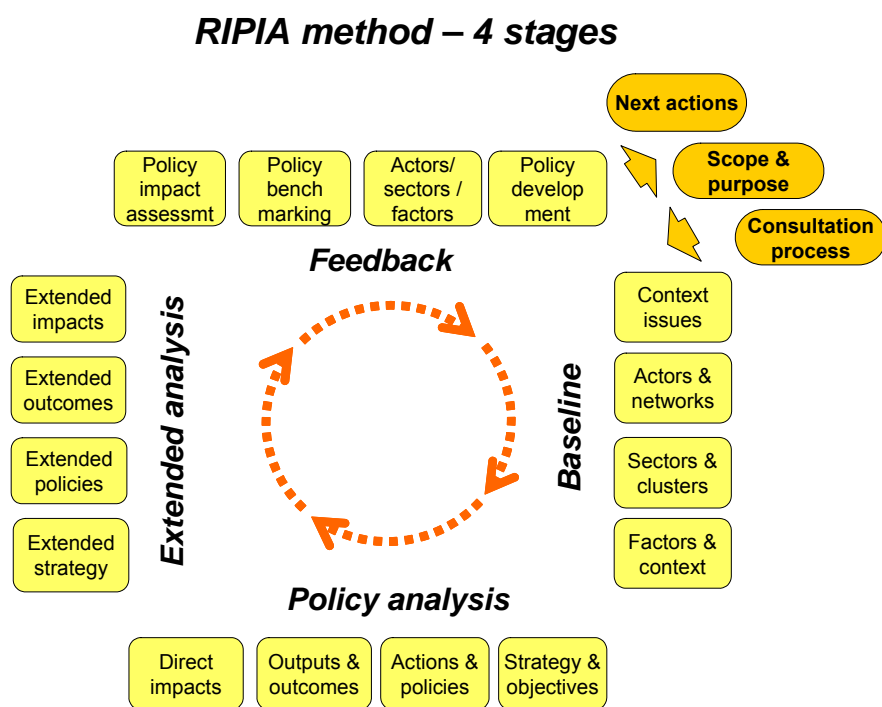 RIPIA method – 4 stages
Next actions
Scope &
purpose
Consultation
process
Policy
impact
assessmt
Policy
bench
marking
Actors/
sectors /
factors
Policy
develop
ment
Feedback
Extended
impacts
Extended
outcomes
Extended
policies
Extended
strategy
Extended analysis
Baseline
Context
issues
Actors &
networks
Sectors &
clusters
Factors &
context
Policy analysis
Direct
impacts
Outputs &
outcomes
Actions &
policies
Strategy &
objectives